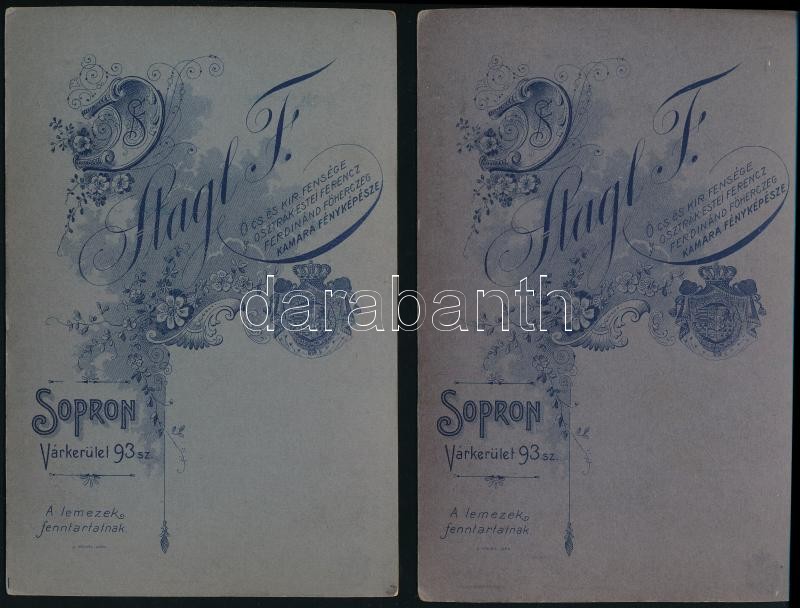 Stagl F.
Ő CS. ÉS KIR. FENSÉGE
OSZTRÁK ESTEI FERENCZ
FERDINÁND FŐHERCZEG
KAMARA FÉNYKÉPÉSZE
SOPRON
Várkerület 93 sz.
A lemezek
fenntartatnak.
Stagl F.
Ő CS. ÉS KIR. FENSÉGE
OSZTRÁK ESTEI FERENCZ
FERDINÁND FŐHERCZEG
KAMARA FÉNYKÉPÉSZE
SOPRON
Várkerület 93 sz.
A lemezek
fenntartatnak.
darabanth